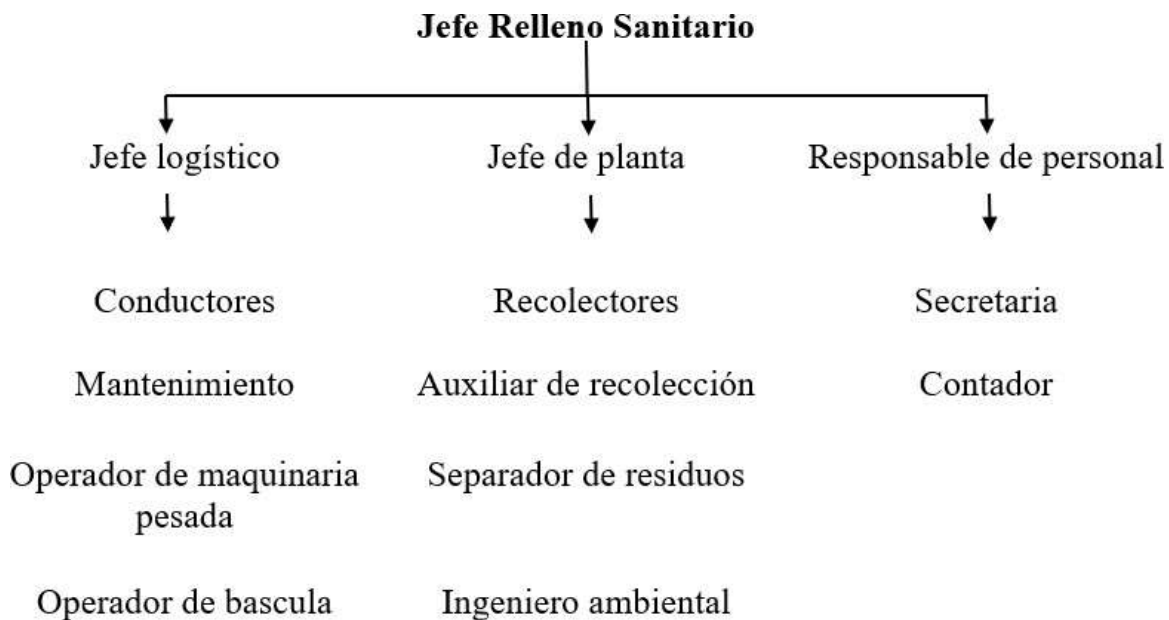 Jefe Relleno Sanitario
Jefe logístico
Jefe de planta
Responsable de personal
Conductores
Recolectores
Secretaria
Mantenimiento
Auxiliar de recolección
Contador
Operador de maquinaria
pesada
Separador de residuos
Operador de bascula
Ingeniero ambiental